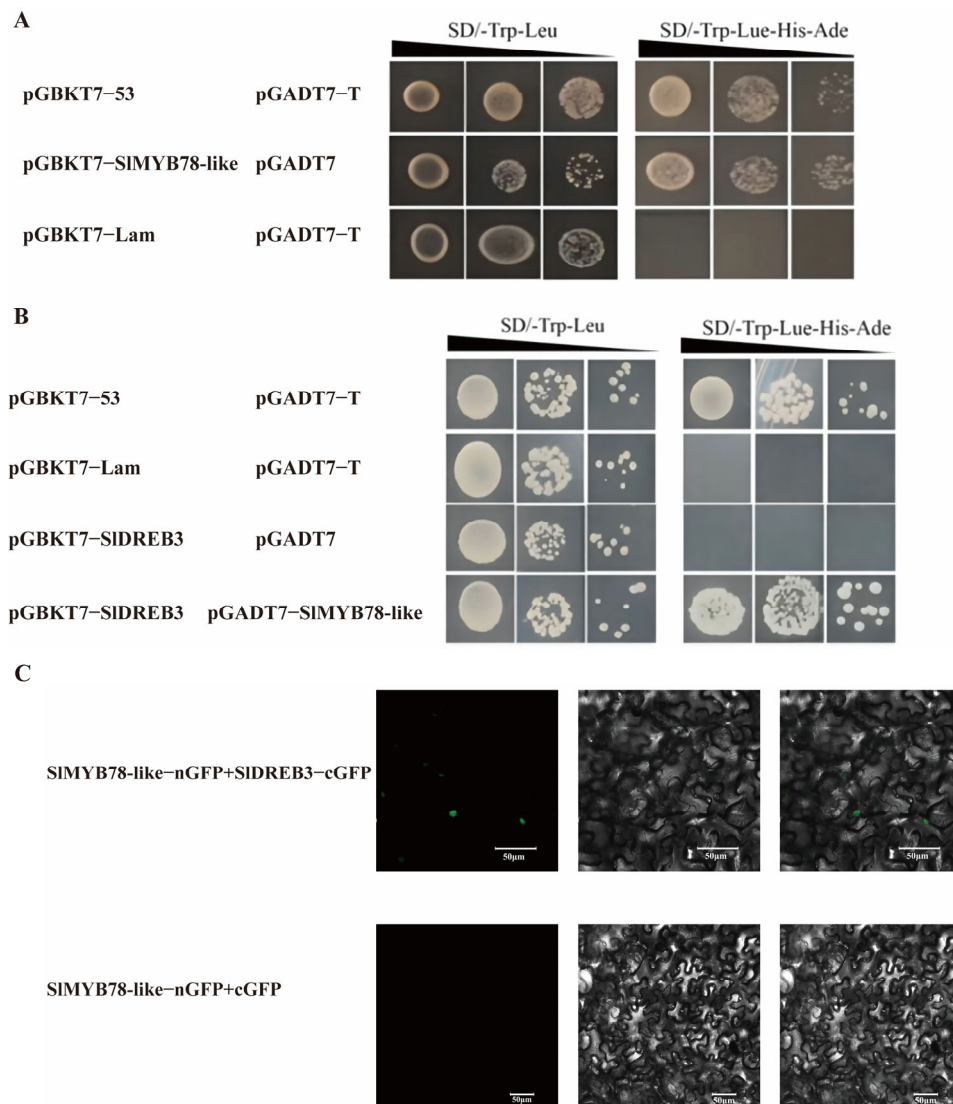 A
SD/-Trp-Leu SD/-Trp-Lue-His-Ade
pGBKT7−53 pGADT7−T
pGBKT7−SlMYB78-like pGADT7
pGBKT7−Lam pGADT7−T
B
SD/-Trp-Leu SD/-Trp-Lue-His-Ade
pGBKT7−53 pGADT7−T
pGBKT7−Lam pGADT7−T
pGBKT7−SlDREB3 pGADT7
pGBKT7−SlDREB3 pGADT7−SlMYB78-like
C
SlMYB78-like−nGFP+SlDREB3−cGFP
50μm 50μm 50μm
SlMYB78-like−nGFP+cGFP
50μm 50μm 50μm